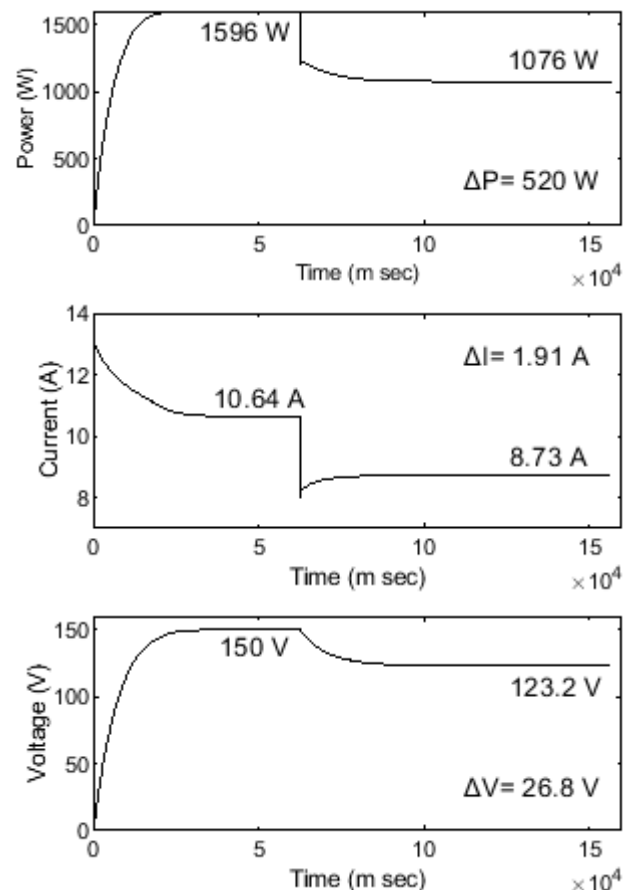 1500
1596 W
1076 W
1000
Power (W)
500
ΔP= 520 W
0
0
5
10
15
Time (m sec)
×10⁴
14
ΔI= 1.91 A
12
10.64 A
Current (A)
10
8.73 A
8
0
5
10
15
Time (m sec)
×10⁴
150
150 V
123.2 V
100
Voltage (V)
50
ΔV= 26.8 V
0
0
5
10
15
Time (m sec)
×10⁴